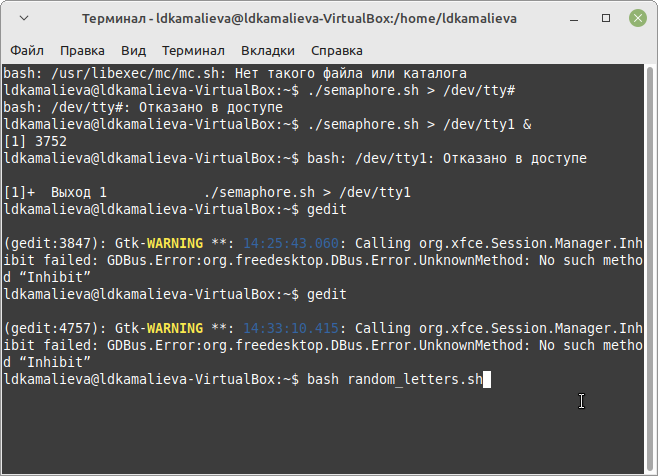 Терминал - ldkamalieva@ldkamalieva-VirtualBox:/home/ldkamalieva
Файл Правка Вид Терминал Вкладки Справка
bash: /usr/libexec/mc/mc.sh: Нет такого файла или каталога
ldkamalieva@ldkamalieva-VirtualBox:~$ ./semaphore.sh > /dev/tty#
bash: /dev/tty#: Отказано в доступе
ldkamalieva@ldkamalieva-VirtualBox:~$ ./semaphore.sh > /dev/tty1 &
[1] 3752
ldkamalieva@ldkamalieva-VirtualBox:~$ bash: /dev/tty1: Отказано в доступе
[1]+  Выход 1            ./semaphore.sh > /dev/tty1
ldkamalieva@ldkamalieva-VirtualBox:~$ gedit
(gedit:3847): Gtk-WARNING **: 14:25:43.060: Calling org.xfce.Session.Manager.Inh
ibit failed: GDBus.Error:org.freedesktop.DBus.Error.UnknownMethod: No such metho
d “Inhibit”
ldkamalieva@ldkamalieva-VirtualBox:~$ gedit
(gedit:4757): Gtk-WARNING **: 14:33:10.415: Calling org.xfce.Session.Manager.Inh
ibit failed: GDBus.Error:org.freedesktop.DBus.Error.UnknownMethod: No such metho
d “Inhibit”
ldkamalieva@ldkamalieva-VirtualBox:~$ bash random_letters.sh